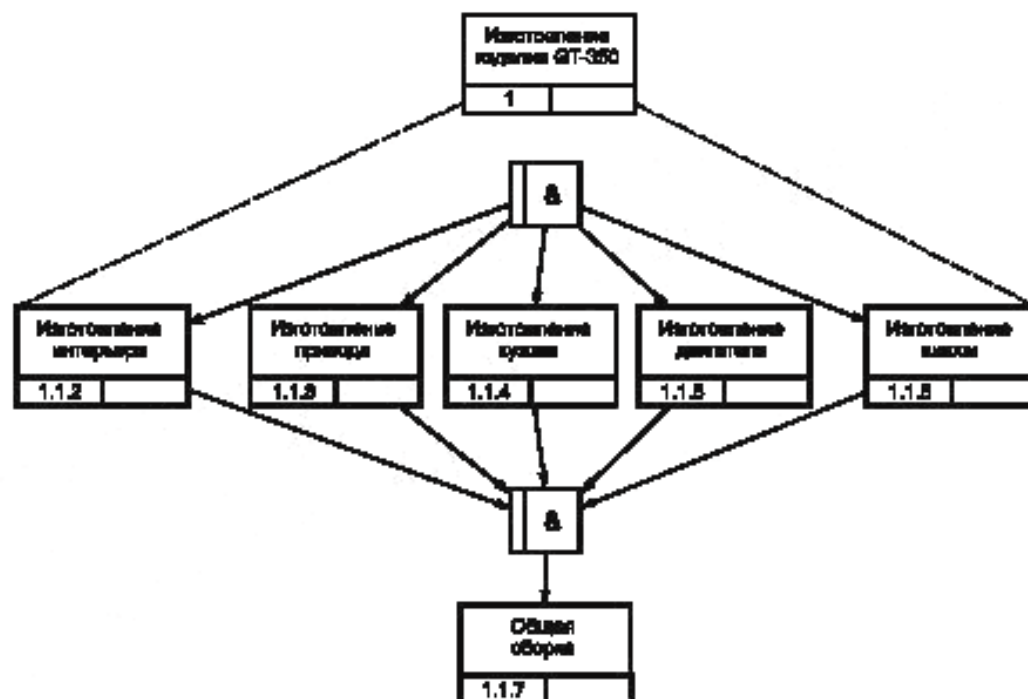 Изготовление
изделия GT-350
1
&
Изготовление
интерьера
1.1.2
Изготовление
привода
1.1.3
Изготовление
кузова
1.1.4
Изготовление
двигателя
1.1.5
Изготовление
1.1.6
&
Общая
сборка
1.1.7